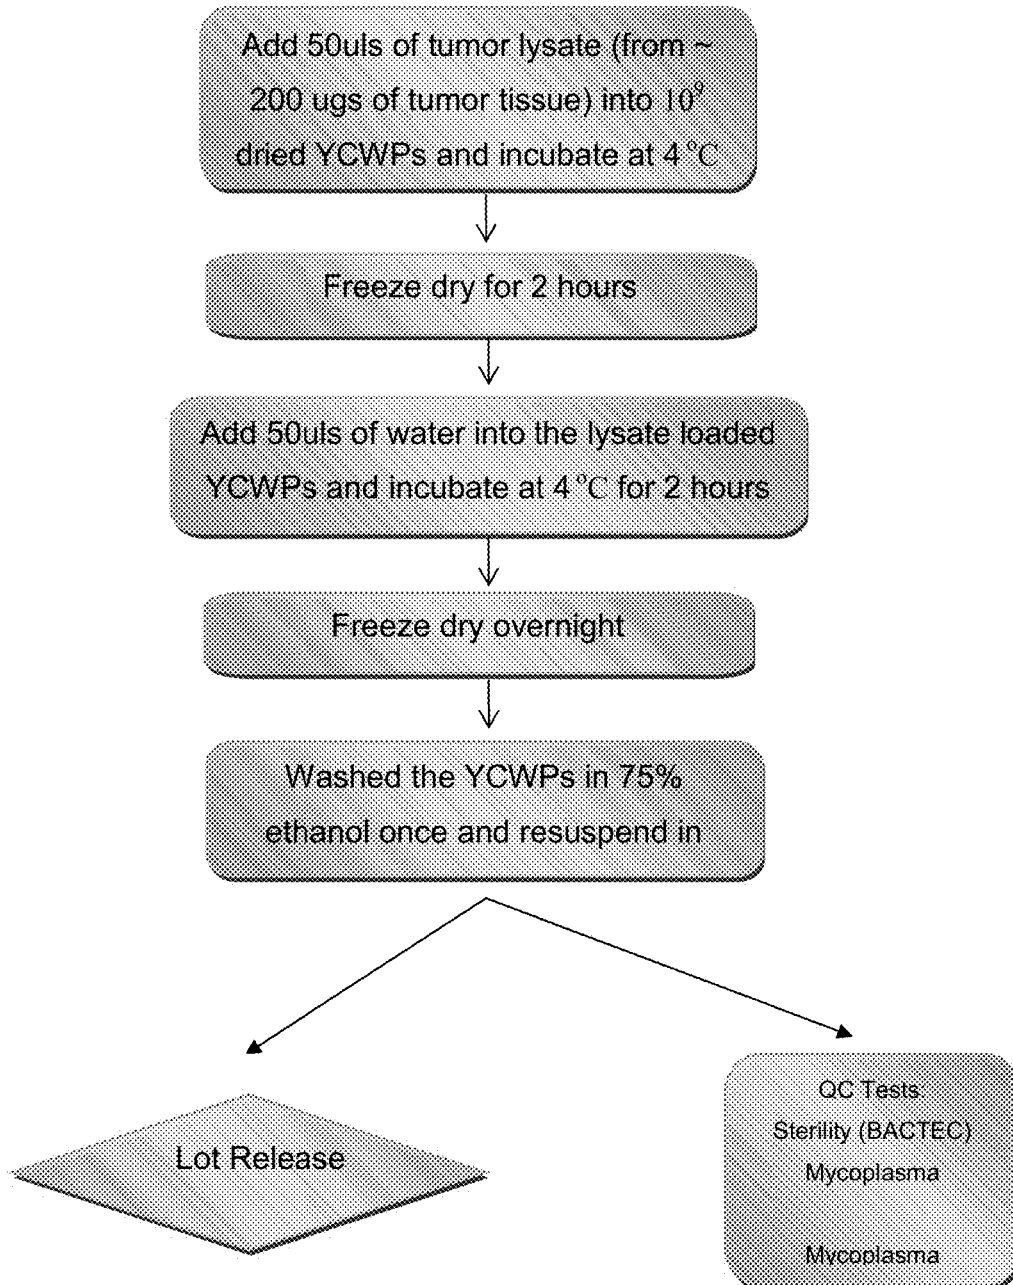 Add 50uls of tumor lysate (from ~
200 ugs of tumor tissue) into 10⁹
dried YCWPs and incubate at 4 °C
Freeze dry for 2 hours
Add 50uls of water into the lysate loaded
YCWPs and incubate at 4 °C for 2 hours
Freeze dry overnight
Washed the YCWPs in 75%
ethanol once and resuspend in
Lot Release
QC Tests
Sterility (BACTEC)
Mycoplasma
Mycoplasma